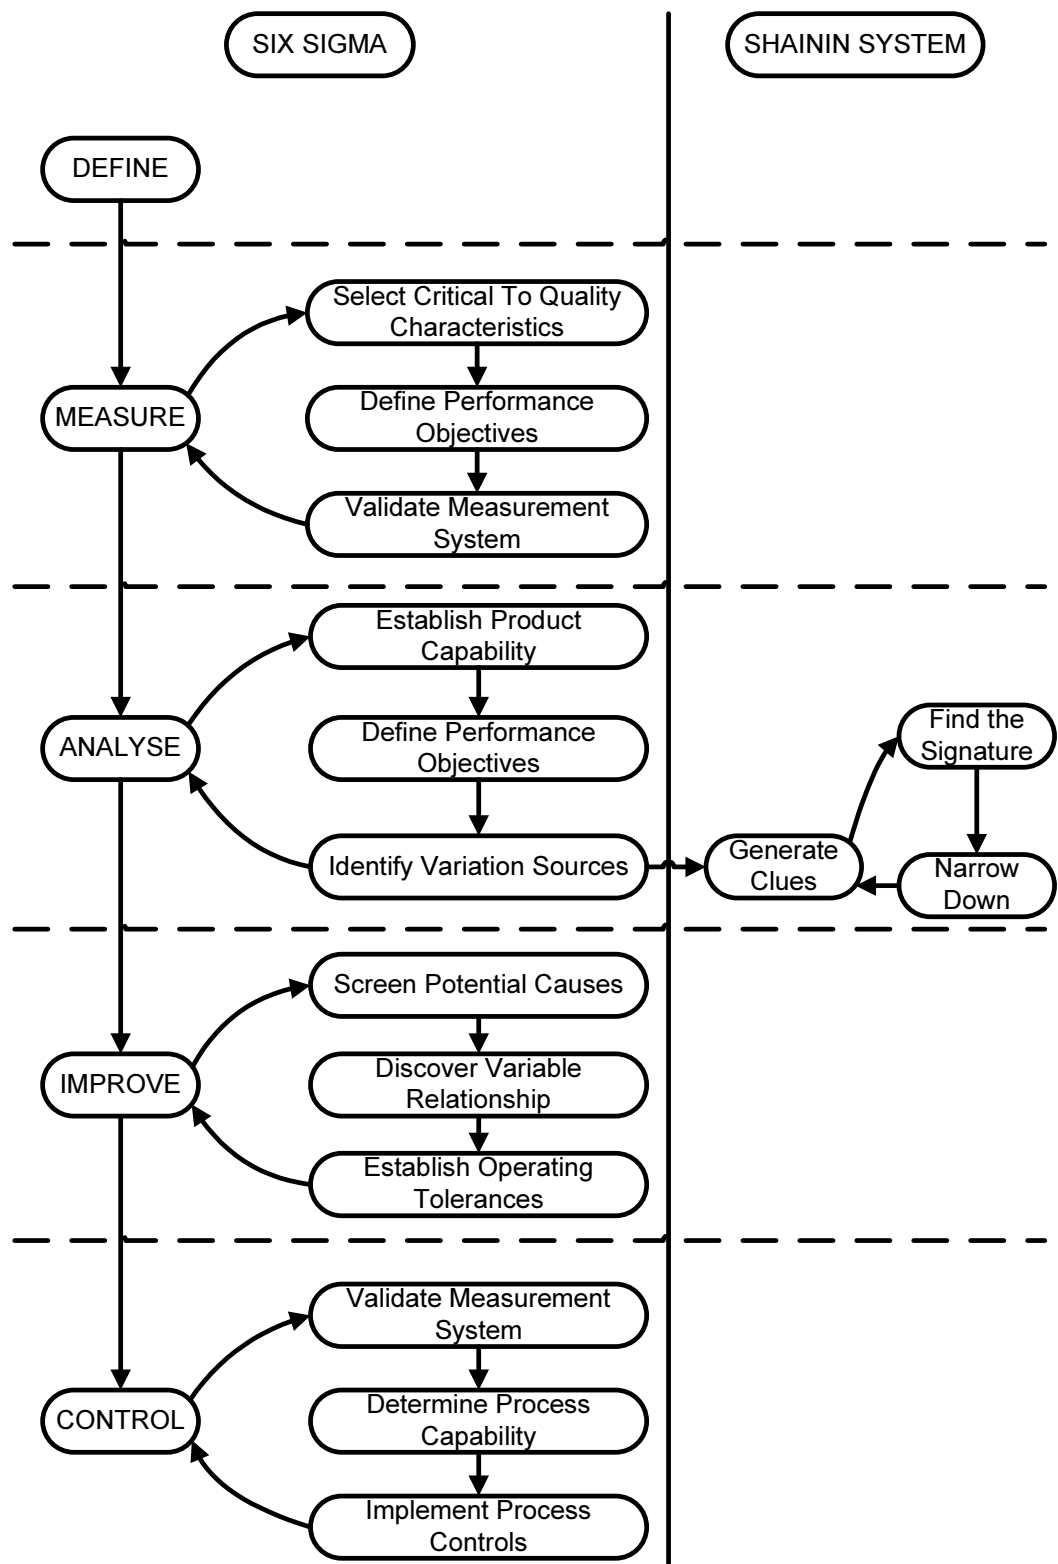 SIX SIGMA
SHAININ SYSTEM
DEFINE
Select Critical To Quality
Characteristics
MEASURE
Define Performance
Objectives
Validate Measurement
System
Establish Product
Capability
ANALYSE
Define Performance
Objectives
Find the
Signature
Identify Variation Sources
Generate
Clues
Narrow
Down
Screen Potential Causes
IMPROVE
Discover Variable
Relationship
Establish Operating
Tolerances
Validate Measurement
System
CONTROL
Determine Process
Capability
Implement Process
Controls